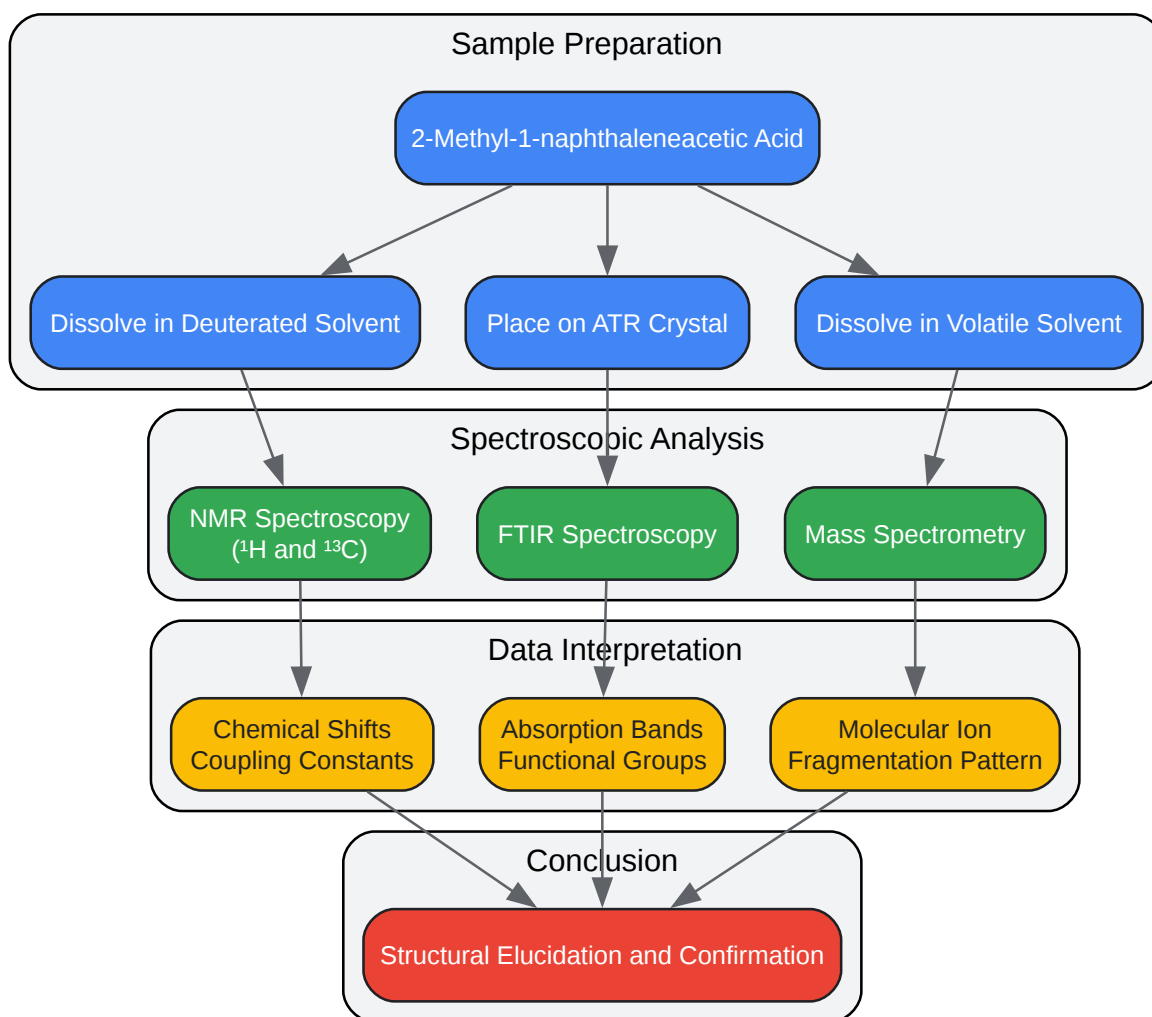 Sample Preparation
2-Methyl-1-naphthaleneacetic Acid
Dissolve in Deuterated Solvent
Place on ATR Crystal
Dissolve in Volatile Solvent
Spectroscopic Analysis
NMR Spectroscopy
(¹H and ¹³C)
FTIR Spectroscopy
Mass Spectrometry
Data Interpretation
Chemical Shifts
Coupling Constants
Absorption Bands
Functional Groups
Molecular Ion
Fragmentation Pattern
Conclusion
Structural Elucidation and Confirmation